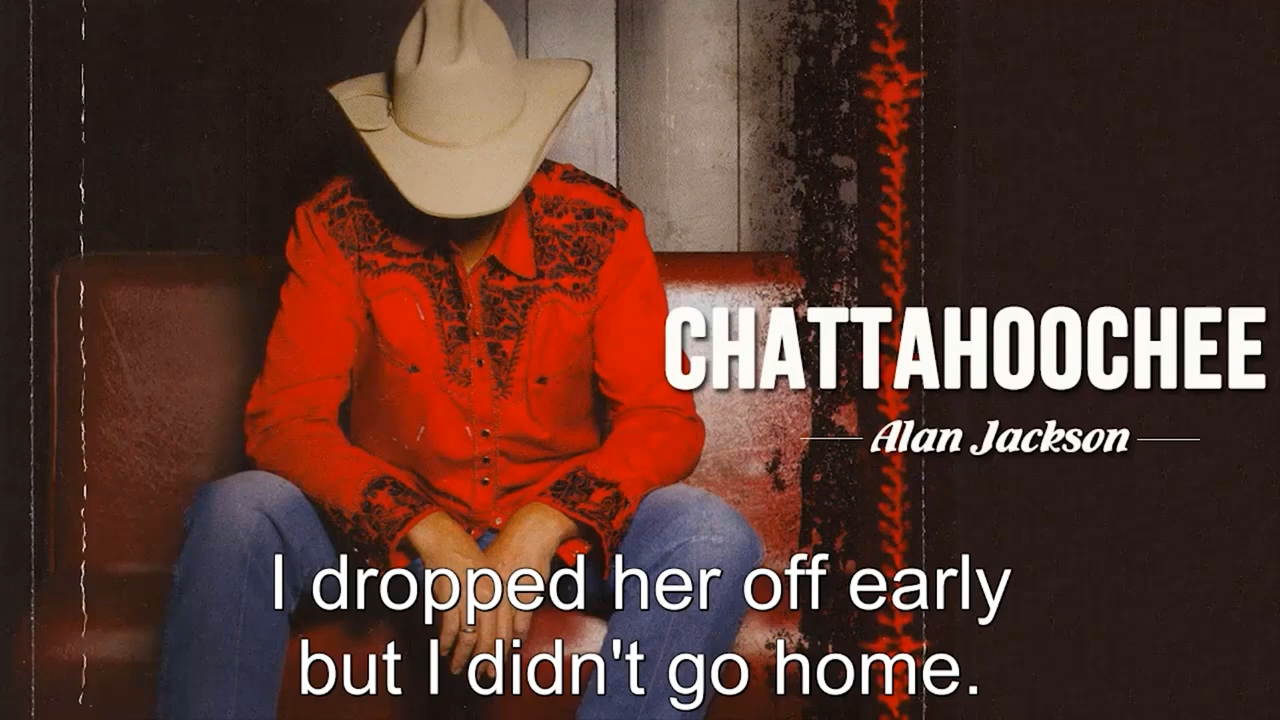 CHATTAHOOCHEE
Alan Jackson
I dropped her off early
but I didn't go home.